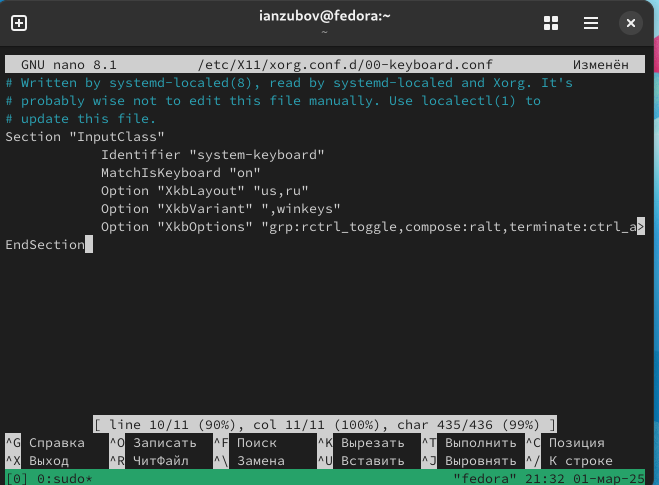 ianzubov@fedora:~
~
GNU nano 8.1 /etc/X11/xorg.conf.d/00-keyboard.conf Изменён
# Written by systemd-localed(8), read by systemd-localed and Xorg. It's
# probably wise not to edit this file manually. Use localectl(1) to
# update this file.
Section "InputClass"
Identifier "system-keyboard"
MatchIsKeyboard "on"
Option "XkbLayout" "us,ru"
Option "XkbVariant" ",winkeys"
Option "XkbOptions" "grp:rctrl_toggle,compose:ralt,terminate:ctrl_a>
EndSection
[ line 10/11 (90%), col 11/11 (100%), char 435/436 (99%) ]
^G Справка ^O Записать ^F Поиск ^K Вырезать ^T Выполнить ^C Позиция
^X Выход ^R ЧитФайл ^\ Замена ^U Вставить ^J Выровнять ^/ К строке
[0] 0:sudo* "fedora" 21:32 01-мар-25